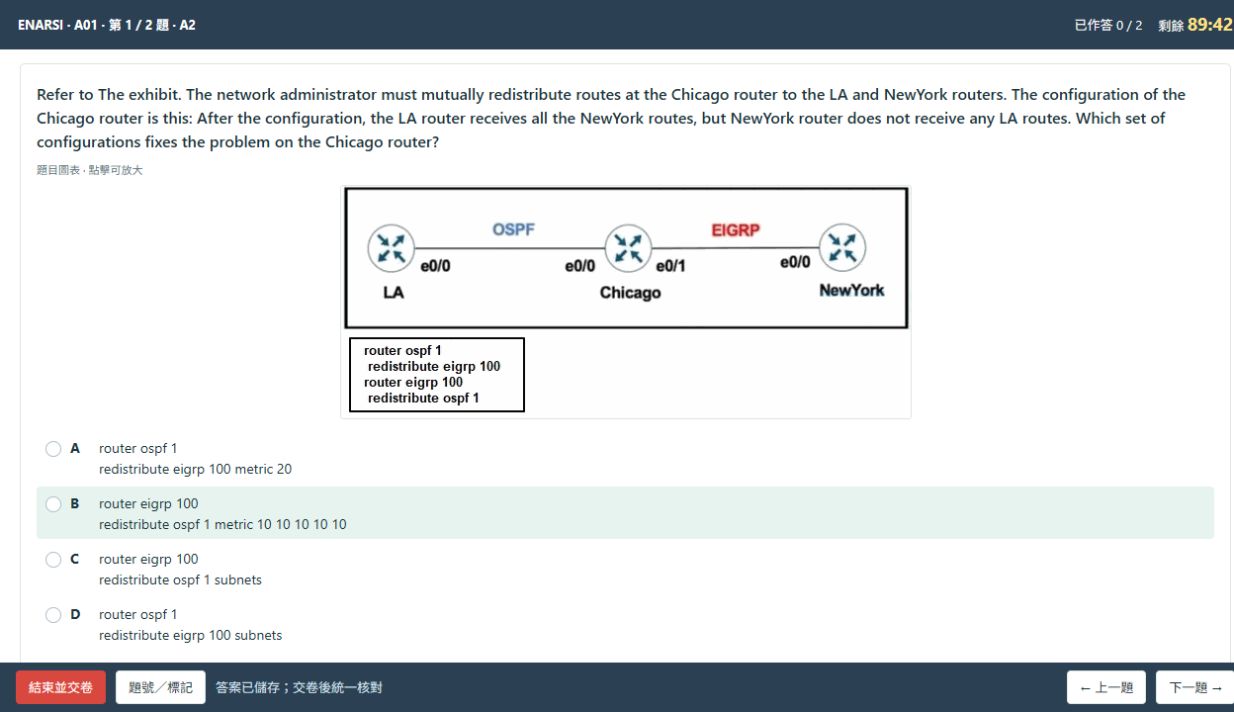 ENARSI · A01 · 第 1 / 2 題 · A2
已作答 0 / 2 剩餘 89:42
Refer to The exhibit. The network administrator must mutually redistribute routes at the Chicago router to the LA and NewYork routers. The configuration of the
Chicago router is this: After the configuration, the LA router receives all the NewYork routes, but NewYork router does not receive any LA routes. Which set of
configurations fixes the problem on the Chicago router?
題目圖表 · 點擊可放大
OSPF
EIGRP
e0/0
e0/0
e0/1
e0/0
LA
Chicago
NewYork
router ospf 1
redistribute eigrp 100
router eigrp 100
redistribute ospf 1
A router ospf 1
redistribute eigrp 100 metric 20
B router eigrp 100
redistribute ospf 1 metric 10 10 10 10 10
C router eigrp 100
redistribute ospf 1 subnets
D router ospf 1
redistribute eigrp 100 subnets
結束並交卷
題號／標記
答案已儲存；交卷後統一核對
← 上一題
下一題 →